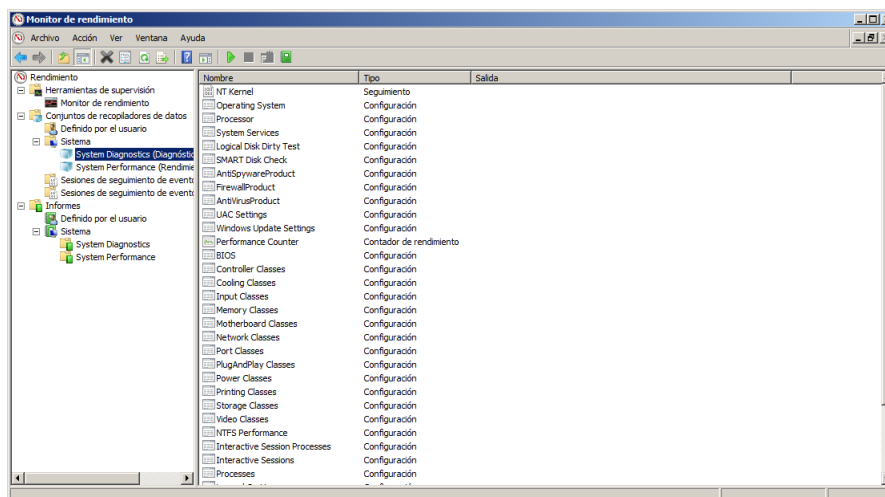 Monitor de rendimiento
Archivo Acción Ver Ventana Ayuda
Rendimiento
Herramientas de supervisión
Monitor de rendimiento
Conjuntos de recopiladores de datos
Definido por el usuario
Sistema
System Diagnostics (Diagnóstic
System Performance (Rendimie
Sesiones de seguimiento de evento
Sesiones de seguimiento de evento
Informes
Definido por el usuario
Sistema
System Diagnostics
System Performance
Nombre Tipo Salida
NT Kernel Seguimiento
Operating System Configuración
Processor Configuración
System Services Configuración
Logical Disk Dirty Test Configuración
SMART Disk Check Configuración
AntiSpywareProduct Configuración
FirewallProduct Configuración
AntiVirusProduct Configuración
UAC Settings Configuración
Windows Update Settings Configuración
Performance Counter Contador de rendimiento
BIOS Configuración
Controller Classes Configuración
Cooling Classes Configuración
Input Classes Configuración
Memory Classes Configuración
Motherboard Classes Configuración
Network Classes Configuración
Port Classes Configuración
PlugAndPlay Classes Configuración
Power Classes Configuración
Printing Classes Configuración
Storage Classes Configuración
Video Classes Configuración
NTFS Performance Configuración
Interactive Session Processes Configuración
Interactive Sessions Configuración
Processes Configuración